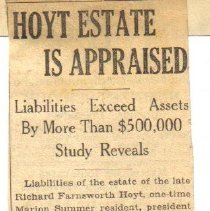 HOYT ESTATE
IS APPRAISED
Liabilities Exceed Assets
By More Than $500,000
Study Reveals
Liabilities of the estate of the late
Richard Farnsworth Hoyt, one-time
Marion Summer resident, president